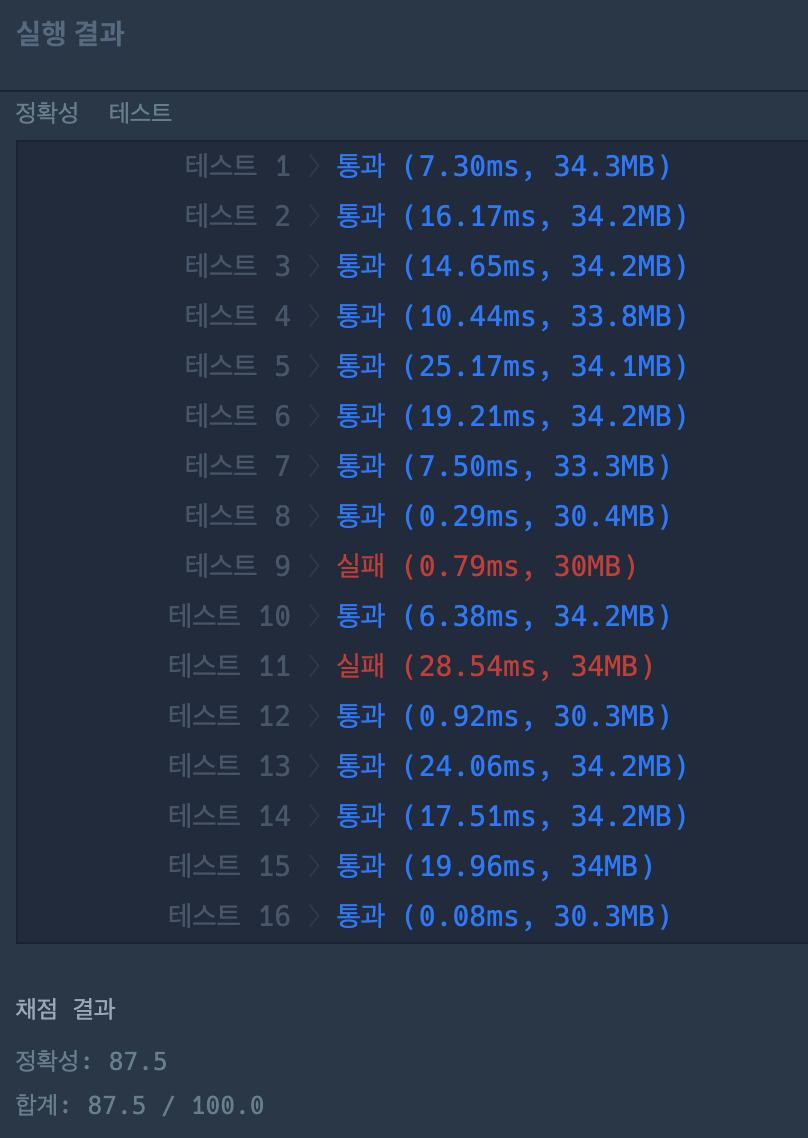 실행 결과
정확성 테스트
테스트 1 〉 통과 (7.30ms, 34.3MB)
테스트 2 〉 통과 (16.17ms, 34.2MB)
테스트 3 〉 통과 (14.65ms, 34.2MB)
테스트 4 〉 통과 (10.44ms, 33.8MB)
테스트 5 〉 통과 (25.17ms, 34.1MB)
테스트 6 〉 통과 (19.21ms, 34.2MB)
테스트 7 〉 통과 (7.50ms, 33.3MB)
테스트 8 〉 통과 (0.29ms, 30.4MB)
테스트 9 〉 실패 (0.79ms, 30MB)
테스트 10 〉 통과 (6.38ms, 34.2MB)
테스트 11 〉 실패 (28.54ms, 34MB)
테스트 12 〉 통과 (0.92ms, 30.3MB)
테스트 13 〉 통과 (24.06ms, 34.2MB)
테스트 14 〉 통과 (17.51ms, 34.2MB)
테스트 15 〉 통과 (19.96ms, 34MB)
테스트 16 〉 통과 (0.08ms, 30.3MB)
채점 결과
정확성: 87.5
합계: 87.5 / 100.0